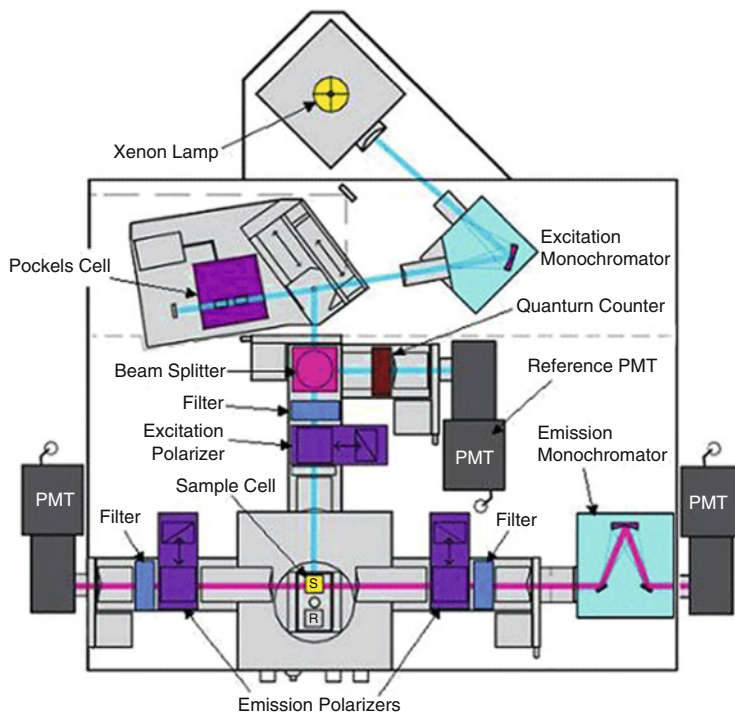 Xenon Lamp
Excitation
Monochromator
Pockels Cell
Quanturn Counter
Beam Splitter
Reference PMT
Filter
Excitation
Polarizer
Emission
Monochromator
PMT
Sample Cell
PMT
PMT
Filter
Filter
S
R
Emission Polarizers